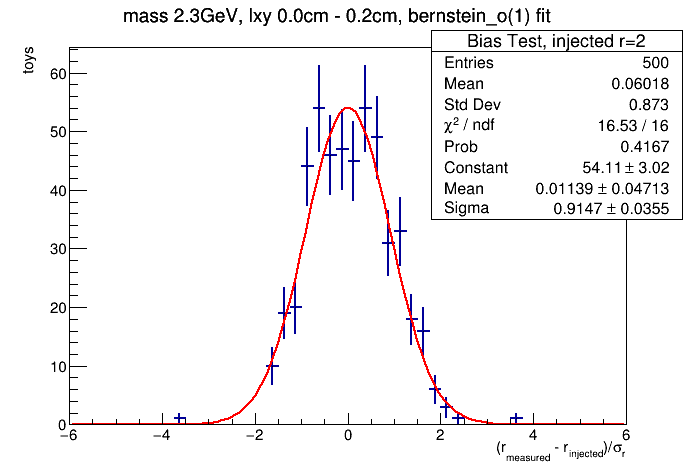 mass 2.3GeV, lxy 0.0cm - 0.2cm, bernstein_o(1) fit
Bias Test, injected r=2
Entries 500
Mean 0.06018
Std Dev 0.873
χ² / ndf 16.53 / 16
Prob 0.4167
Constant 54.11 ± 3.02
Mean 0.01139 ± 0.04713
Sigma 0.9147 ± 0.0355
toys
60
50
40
30
20
10
0
−6 −4 −2 0 2 4 6
(r_measured - r_injected)/σ_r